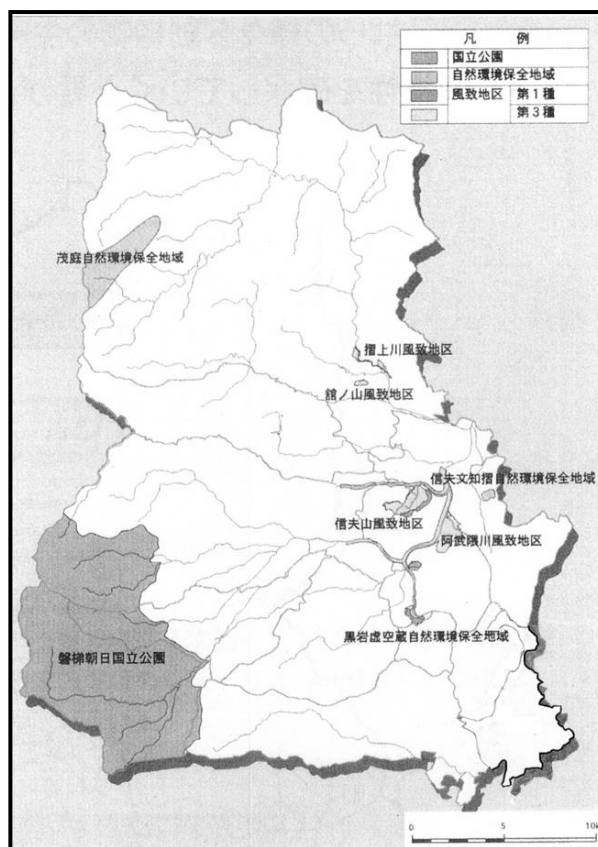 凡 例
国立公園
自然環境保全地域
風致地区 第1種
第3種
茂庭自然環境保全地域
摺上川風致地区
舘ノ山風致地区
信夫文知摺自然環境保全地域
信夫山風致地区
阿武隈川風致地区
黒岩虚空蔵自然環境保全地域
磐梯朝日国立公園
0 5 10k